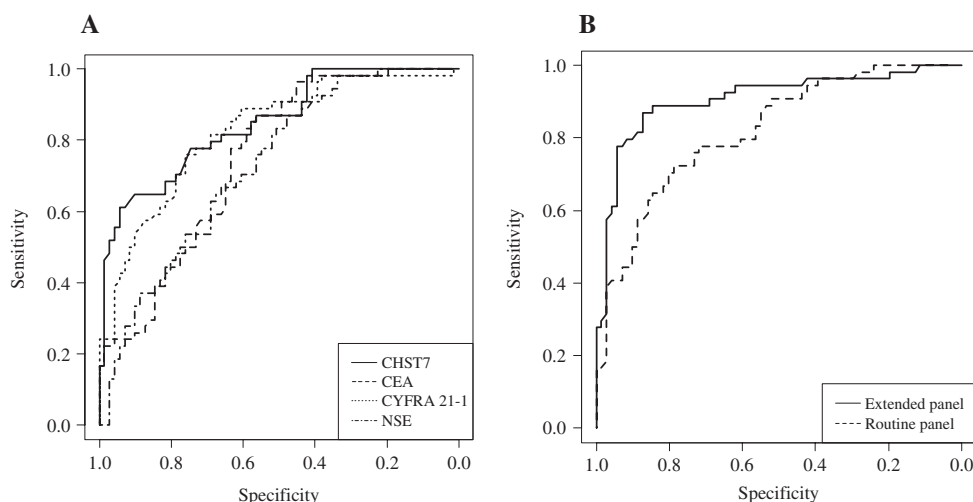 A
1.0
0.8
0.6
0.4
0.2
0.0
Sensitivity
CHST7
CEA
CYFRA 21-1
NSE
1.0 0.8 0.6 0.4 0.2 0.0
Specificity
B
1.0
0.8
0.6
0.4
0.2
0.0
Sensitivity
Extended panel
Routine panel
1.0 0.8 0.6 0.4 0.2 0.0
Specificity